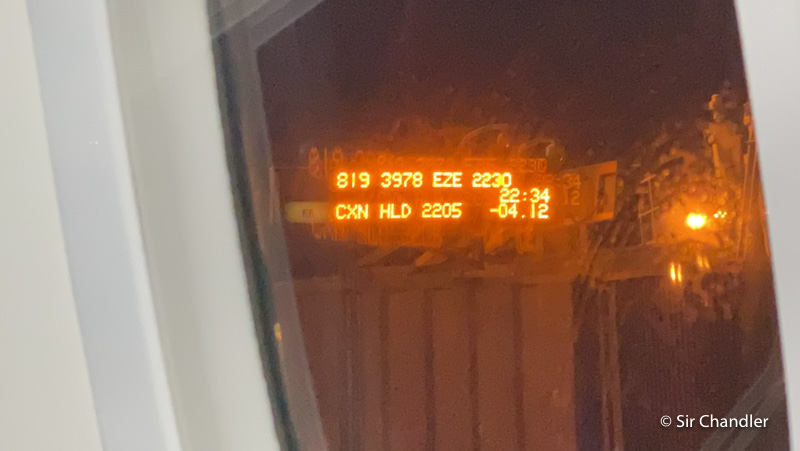 819 3978 EZE 2230
22:34
CXN HLD 2205 -04.12
© Sir Chandler